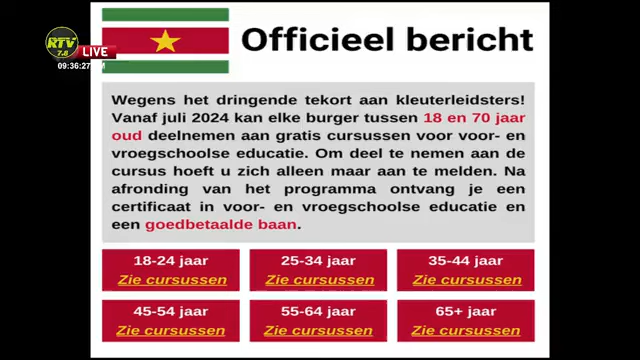 RTV
7.8
LIVE
09:36:27
Officieel bericht
Wegens het dringende tekort aan kleuterleidsters!
Vanaf juli 2024 kan elke burger tussen 18 en 70 jaar
oud deelnemen aan gratis cursussen voor voor- en
vroegschoolse educatie. Om deel te nemen aan de
cursus hoeft u zich alleen maar aan te melden. Na
afronding van het programma ontvang je een
certificaat in voor- en vroegschoolse educatie en
een goedbetaalde baan.
18-24 jaar
Zie cursussen
25-34 jaar
Zie cursussen
35-44 jaar
Zie cursussen
45-54 jaar
Zie cursussen
55-64 jaar
Zie cursussen
65+ jaar
Zie cursussen